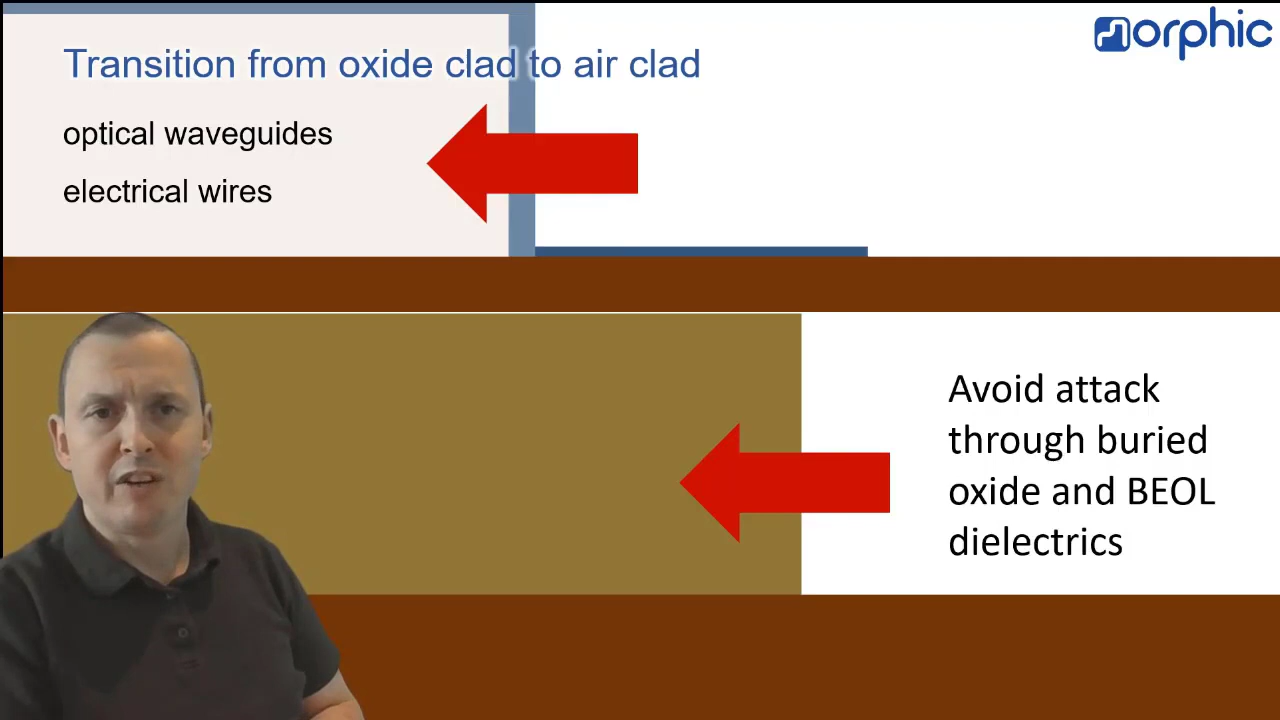 Transition from oxide clad to air clad
morphic
optical waveguides
electrical wires
Avoid attack
through buried
oxide and BEOL
dielectrics